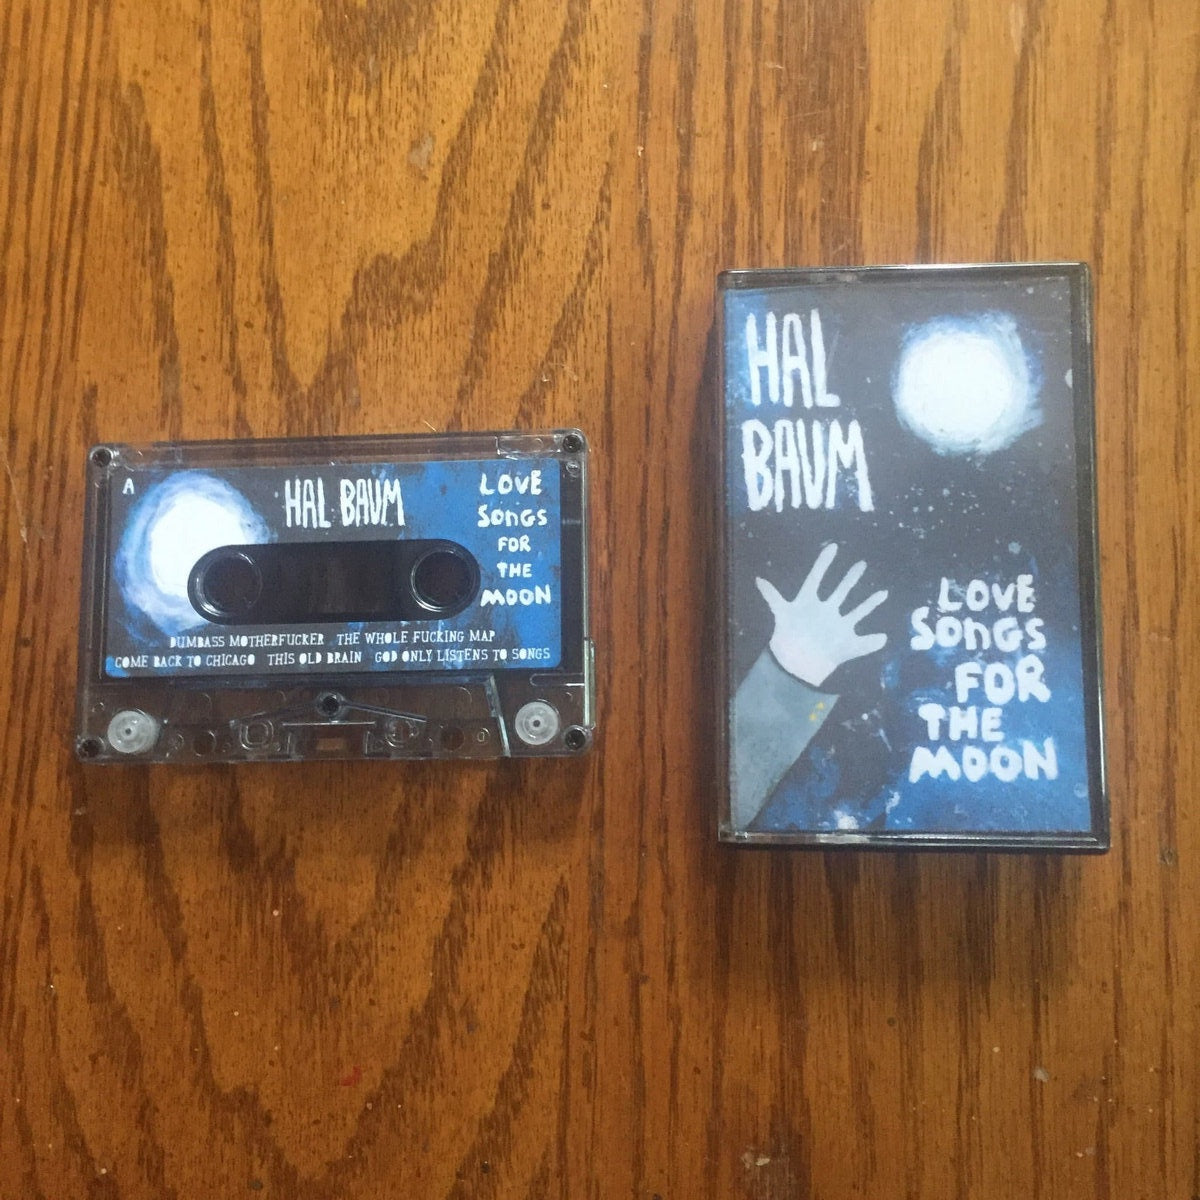 A
HAL BAUM
LOVE
SONGS
FOR
THE
MOON
DUMBASS MOTHERFUCKER THE WHOLE FUCKING MAP
COME BACK TO CHICAGO THIS OLD BRAIN GOD ONLY LISTENS TO SONGS
HAL
BAUM
LOVE
SONGS
FOR
THE
MOON